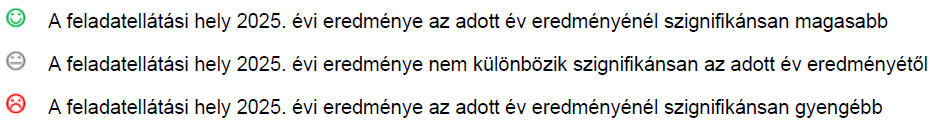 A feladatellátási hely 2025. évi eredménye az adott év eredményénél szignifikánsan magasabb
A feladatellátási hely 2025. évi eredménye nem különbözik szignifikánsan az adott év eredményétől
A feladatellátási hely 2025. évi eredménye az adott év eredményénél szignifikánsan gyengébb